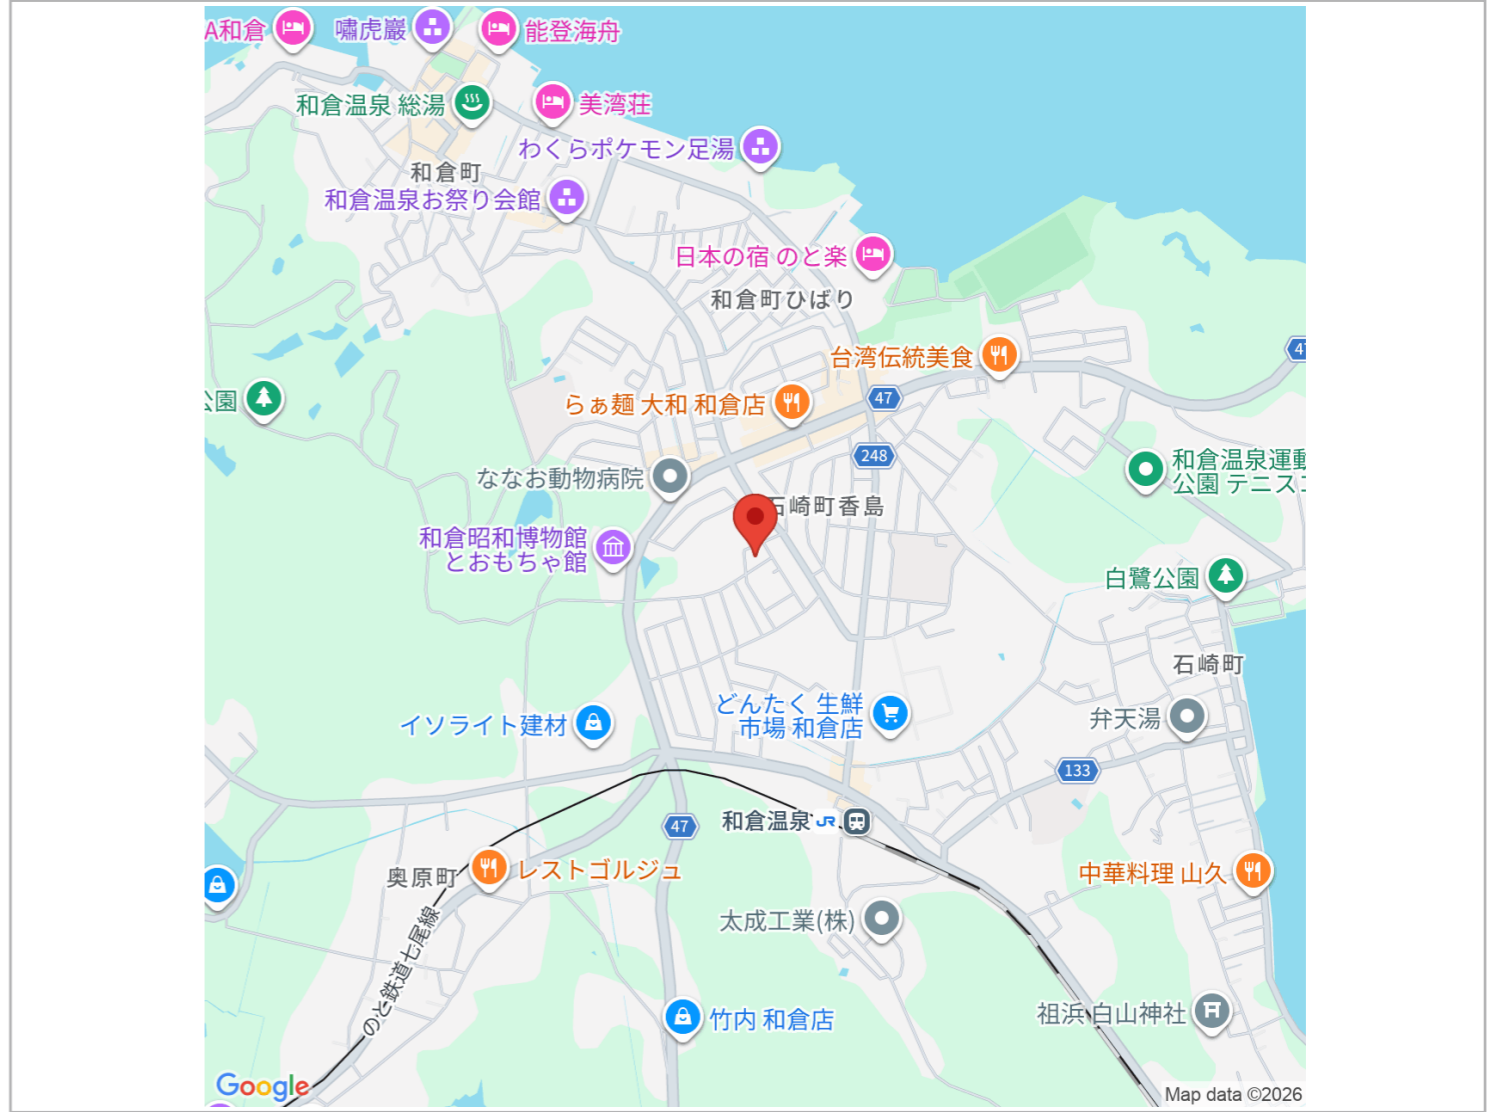 A和倉
嘯虎巖
能登海舟
和倉温泉 総湯
美湾荘
わくらポケモン足湯
和倉町
和倉温泉お祭り会館
日本の宿 のと楽
和倉町ひばり
台湾伝統美食
47
公園
らぁ麺 大和 和倉店
47
248
ななお動物病院
和倉温泉運動
公園 テニスコ
石崎町香島
和倉昭和博物館
とおもちゃ館
白鷺公園
石崎町
どんたく 生鮮
市場 和倉店
イソライト建材
弁天湯
133
和倉温泉
JR
47
奥原町
レストゴルジュ
中華料理 山久
太成工業(株)
のと鉄道七尾線
竹内 和倉店
祖浜 白山神社
Google
Map data ©2026